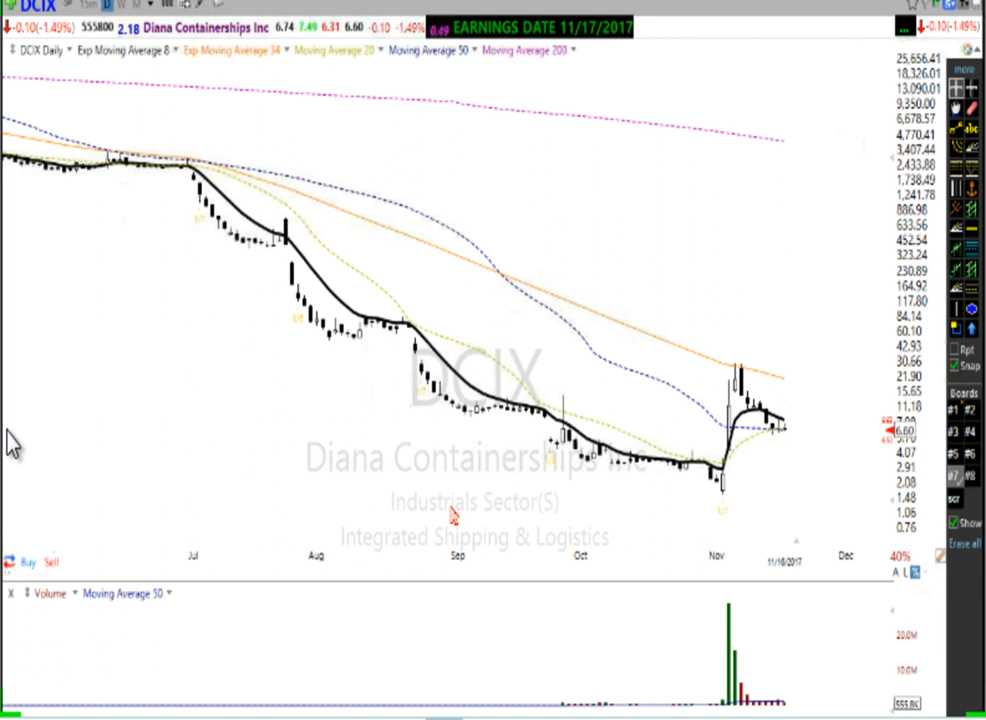 DCIX 15m D W M
-0.10(-1.49%) 555800 2.18 Diana Containerships Inc 6.74 7.49 6.31 6.60 -0.10 -1.49% 0.49 EARNINGS DATE 11/17/2017 ... -0.10(-1.49%)
DCIX Daily Exp Moving Average 8 Exp Moving Average 34 Moving Average 20 Moving Average 50 Moving Average 200
25,656.41
18,326.01
13,090.01
9,350.00
6,678.57
4,770.41
3,407.44
2,433.88
1,738.49
1,241.78
886.98
633.56
452.54
323.24
230.89
164.92
117.80
84.14
60.10
42.93
30.66
21.90
15.65
11.18
6.60
4.07
2.91
2.08
1.48
1.06
0.76
more
abc
Rpt
Snap
Boards
#1 #2
#3 #4
#5 #6
#7 #8
scr
Show
Erase all
DCIX
Diana Containerships Inc
Industrials Sector(S)
Integrated Shipping & Logistics
Buy Sell
Jul Aug Sep Oct Nov 11/16/2017 Dec
40%
A L %
X Volume Moving Average 50
20.0M
10.0M
555.8K